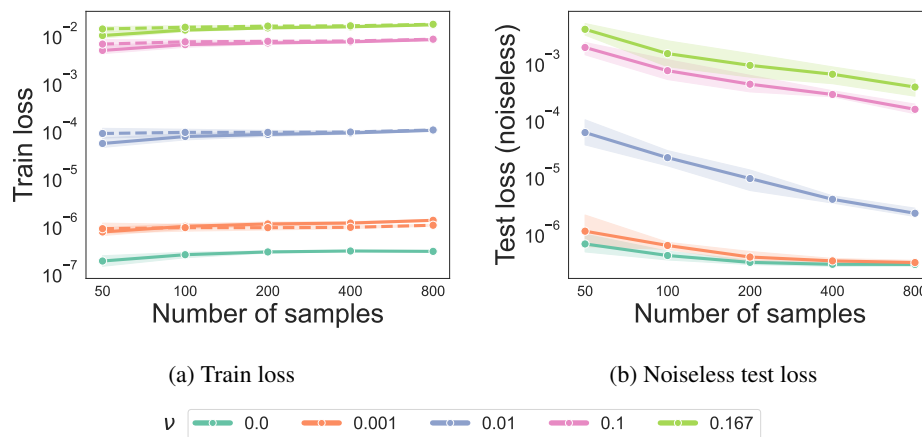 Train loss
10⁻²
10⁻³
10⁻⁴
10⁻⁵
10⁻⁶
10⁻⁷
50 100 200 400 800
Number of samples
(a) Train loss
Test loss (noiseless)
10⁻³
10⁻⁴
10⁻⁵
10⁻⁶
50 100 200 400 800
Number of samples
(b) Noiseless test loss
ν 0.0 0.001 0.01 0.1 0.167